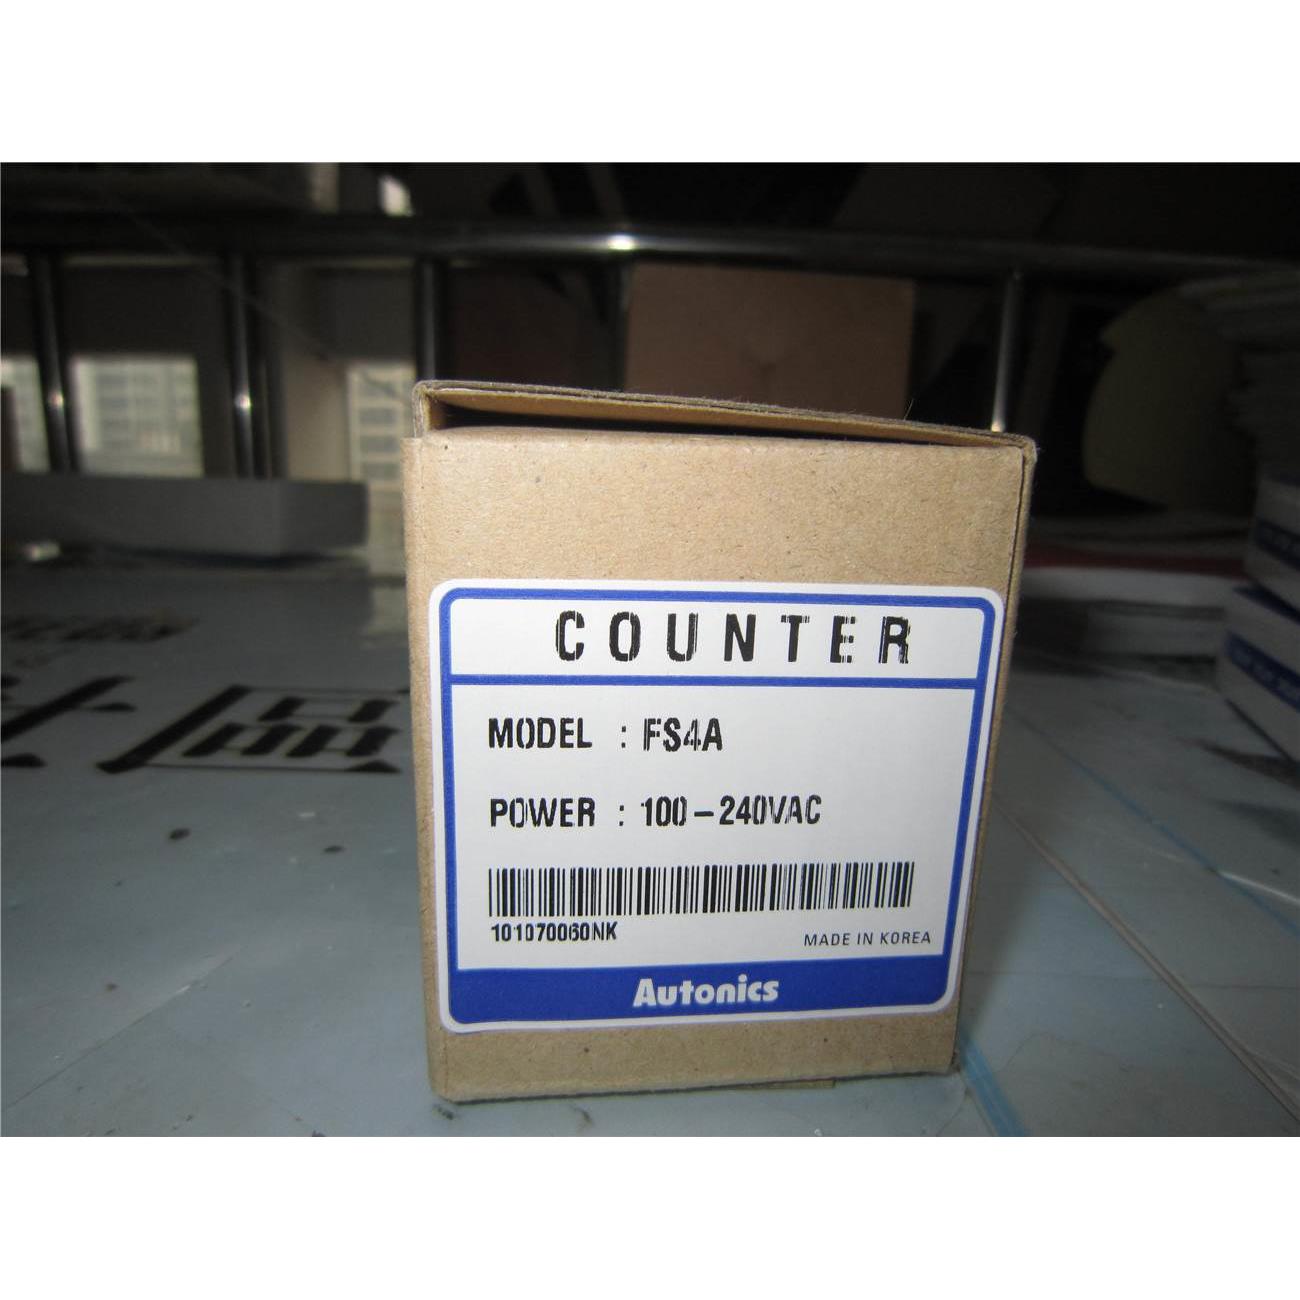 COUNTER
MODEL : FS4A
POWER : 100-240VAC
101070060NK
MADE IN KOREA
Autonics